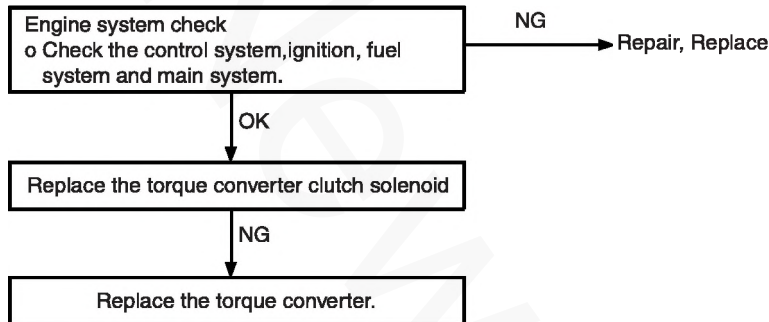 Engine system check
o Check the control system,ignition, fuel
system and main system.
NG
Repair, Replace
OK
Replace the torque converter clutch solenoid
NG
Replace the torque converter.